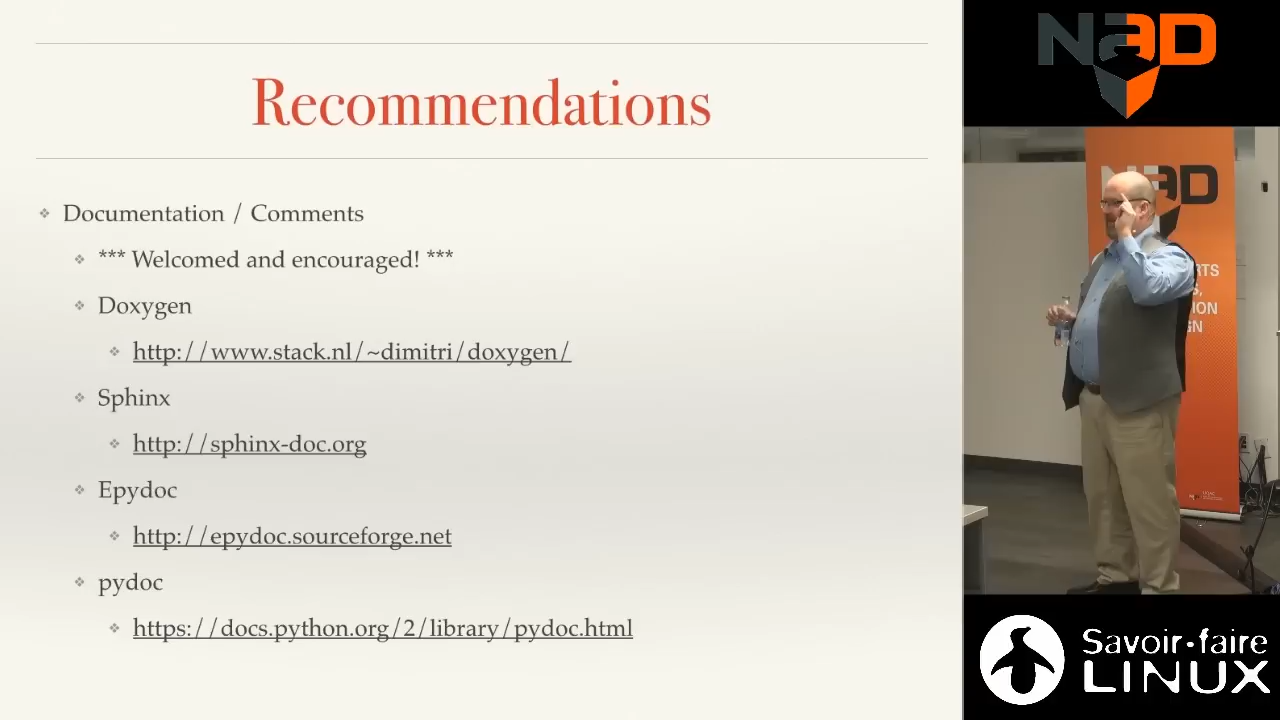 Recommendations
Documentation / Comments
*** Welcomed and encouraged! ***
Doxygen
http://www.stack.nl/~dimitri/doxygen/
Sphinx
http://sphinx-doc.org
Epydoc
http://epydoc.sourceforge.net
pydoc
https://docs.python.org/2/library/pydoc.html
NAD
NAD
Savoir-faire
LINUX